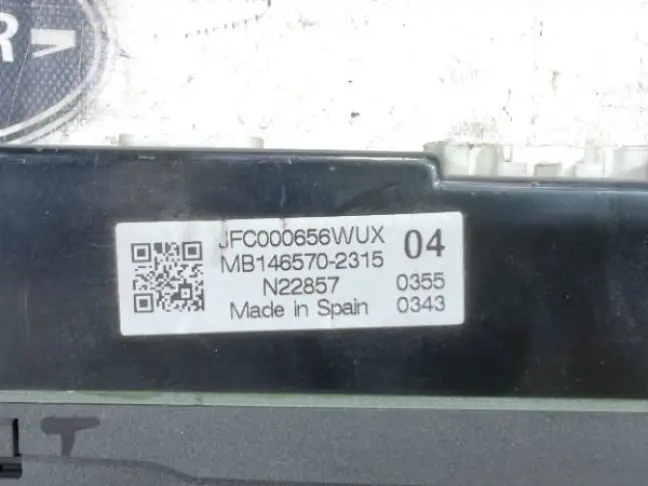 R
JFC000656WUX 04
MB146570-2315
N22857 0355
Made in Spain 0343